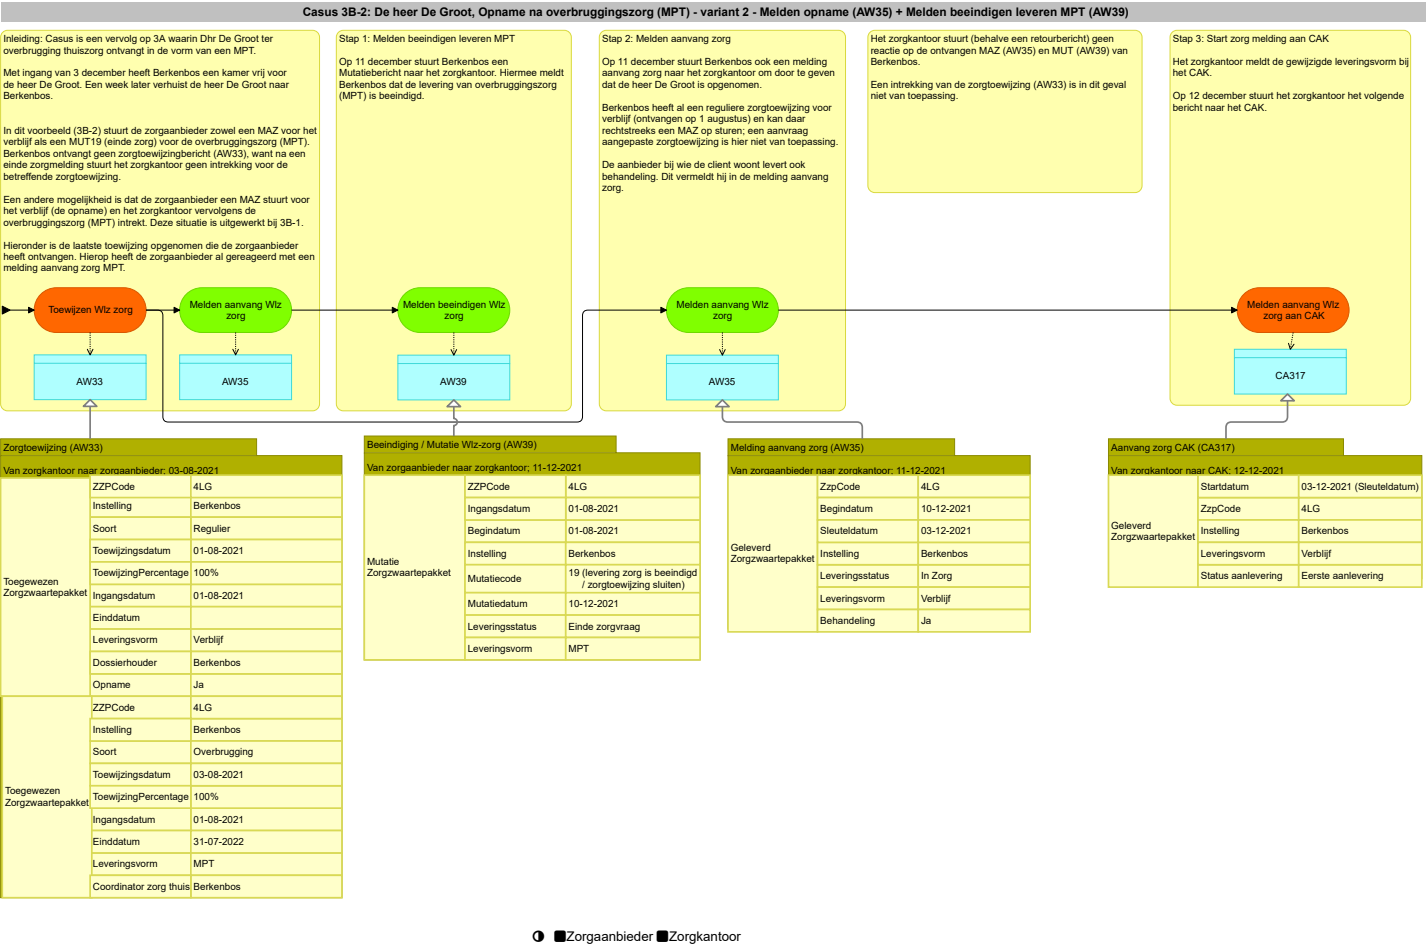 Casus 3B-2: De heer De Groot, Opname na overbruggingszorg (MPT) - variant 2 - Melden opname (AW35) + Melden beeindigen leveren MPT (AW39)
Inleiding: Casus is een vervolg op 3A waarin Dhr De Groot ter
overbrugging thuiszorg ontvangt in de vorm van een MPT.
Met ingang van 3 december heeft Berkenbos een kamer vrij voor
de heer De Groot. Een week later verhuist de heer De Groot naar
Berkenbos.
In dit voorbeeld (3B-2) stuurt de zorgaanbieder zowel een MAZ voor het
verblijf als een MUT19 (einde zorg) voor de overbruggingszorg (MPT).
Berkenbos ontvangt geen zorgtoewijzingbericht (AW33), want na een
einde zorgmelding stuurt het zorgkantoor geen intrekking voor de
betreffende zorgtoewijzing.
Een andere mogelijkheid is dat de zorgaanbieder een MAZ stuurt voor
het verblijf (de opname) en het zorgkantoor vervolgens de
overbruggingszorg (MPT) intrekt. Deze situatie is uitgewerkt bij 3B-1.
Hieronder is de laatste toewijzing opgenomen die de zorgaanbieder
heeft ontvangen. Hierop heeft de zorgaanbieder al gereageerd met een
melding aanvang zorg MPT.
Stap 1: Melden beeindigen leveren MPT
Op 11 december stuurt Berkenbos een
Mutatiebericht naar het zorgkantoor. Hiermee meldt
Berkenbos dat de levering van overbruggingszorg
(MPT) is beeindigd.
Stap 2: Melden aanvang zorg
Op 11 december stuurt Berkenbos ook een melding
aanvang zorg naar het zorgkantoor om door te geven
dat de heer De Groot is opgenomen.
Berkenbos heeft al een reguliere zorgtoewijzing voor
verblijf (ontvangen op 1 augustus) en kan daar
rechtstreeks een MAZ op sturen; een aanvraag
aangepaste zorgtoewijzing is hier niet van toepassing.
De aanbieder bij wie de client woont levert ook
behandeling. Dit vermeldt hij in de melding aanvang
zorg.
Het zorgkantoor stuurt (behalve een retourbericht) geen
reactie op de ontvangen MAZ (AW35) en MUT (AW39) van
Berkenbos.
Een intrekking van de zorgtoewijzing (AW33) is in dit geval
niet van toepassing.
Stap 3: Start zorg melding aan CAK
Het zorgkantoor meldt de gewijzigde leveringsvorm bij
het CAK.
Op 12 december stuurt het zorgkantoor het volgende
bericht naar het CAK.
Toewijzen Wlz zorg
Melden aanvang Wlz
zorg
Melden beeindigen Wlz
zorg
Melden aanvang Wlz
zorg
Melden aanvang Wlz
zorg aan CAK
AW33
AW35
AW39
AW35
CA317
Zorgtoewijzing (AW33)
Van zorgkantoor naar zorgaanbieder: 03-08-2021
Toegewezen
Zorgzwaartepakket
ZZPCode 4LG
Instelling Berkenbos
Soort Regulier
Toewijzingsdatum 01-08-2021
ToewijzingPercentage 100%
Ingangsdatum 01-08-2021
Einddatum
Leveringsvorm Verblijf
Dossierhouder Berkenbos
Opname Ja
Toegewezen
Zorgzwaartepakket
ZZPCode 4LG
Instelling Berkenbos
Soort Overbrugging
Toewijzingsdatum 03-08-2021
ToewijzingPercentage 100%
Ingangsdatum 01-08-2021
Einddatum 31-07-2022
Leveringsvorm MPT
Coordinator zorg thuis Berkenbos
Beeindiging / Mutatie Wlz-zorg (AW39)
Van zorgaanbieder naar zorgkantoor; 11-12-2021
Mutatie
Zorgzwaartepakket
ZZPCode 4LG
Ingangsdatum 01-08-2021
Begindatum 01-08-2021
Instelling Berkenbos
Mutatiecode 19 (levering zorg is beeindigd
/ zorgtoewijzing sluiten)
Mutatiedatum 10-12-2021
Leveringsstatus Einde zorgvraag
Leveringsvorm MPT
Melding aanvang zorg (AW35)
Van zorgaanbieder naar zorgkantoor: 11-12-2021
Geleverd
Zorgzwaartepakket
ZzpCode 4LG
Begindatum 10-12-2021
Sleuteldatum 03-12-2021
Instelling Berkenbos
Leveringsstatus In Zorg
Leveringsvorm Verblijf
Behandeling Ja
Aanvang zorg CAK (CA317)
Van zorgkantoor naar CAK: 12-12-2021
Geleverd
Zorgzwaartepakket
Startdatum 03-12-2021 (Sleuteldatum)
ZzpCode 4LG
Instelling Berkenbos
Leveringsvorm Verblijf
Status aanlevering Eerste aanlevering
Zorgaanbieder Zorgkantoor